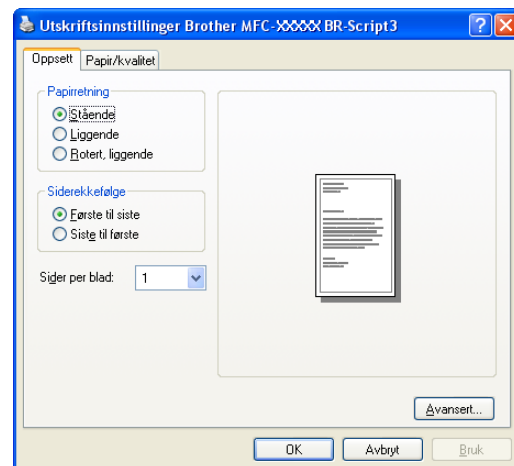 Utskriftsinnstillinger Brother MFC-XXXXX BR-Script3
Oppsett
Papir/kvalitet
Papirretning
Stående
Liggende
Rotert, liggende
Siderekkefølge
Første til siste
Siste til første
Sider per blad:
1
Avansert...
OK
Avbryt
Bruk